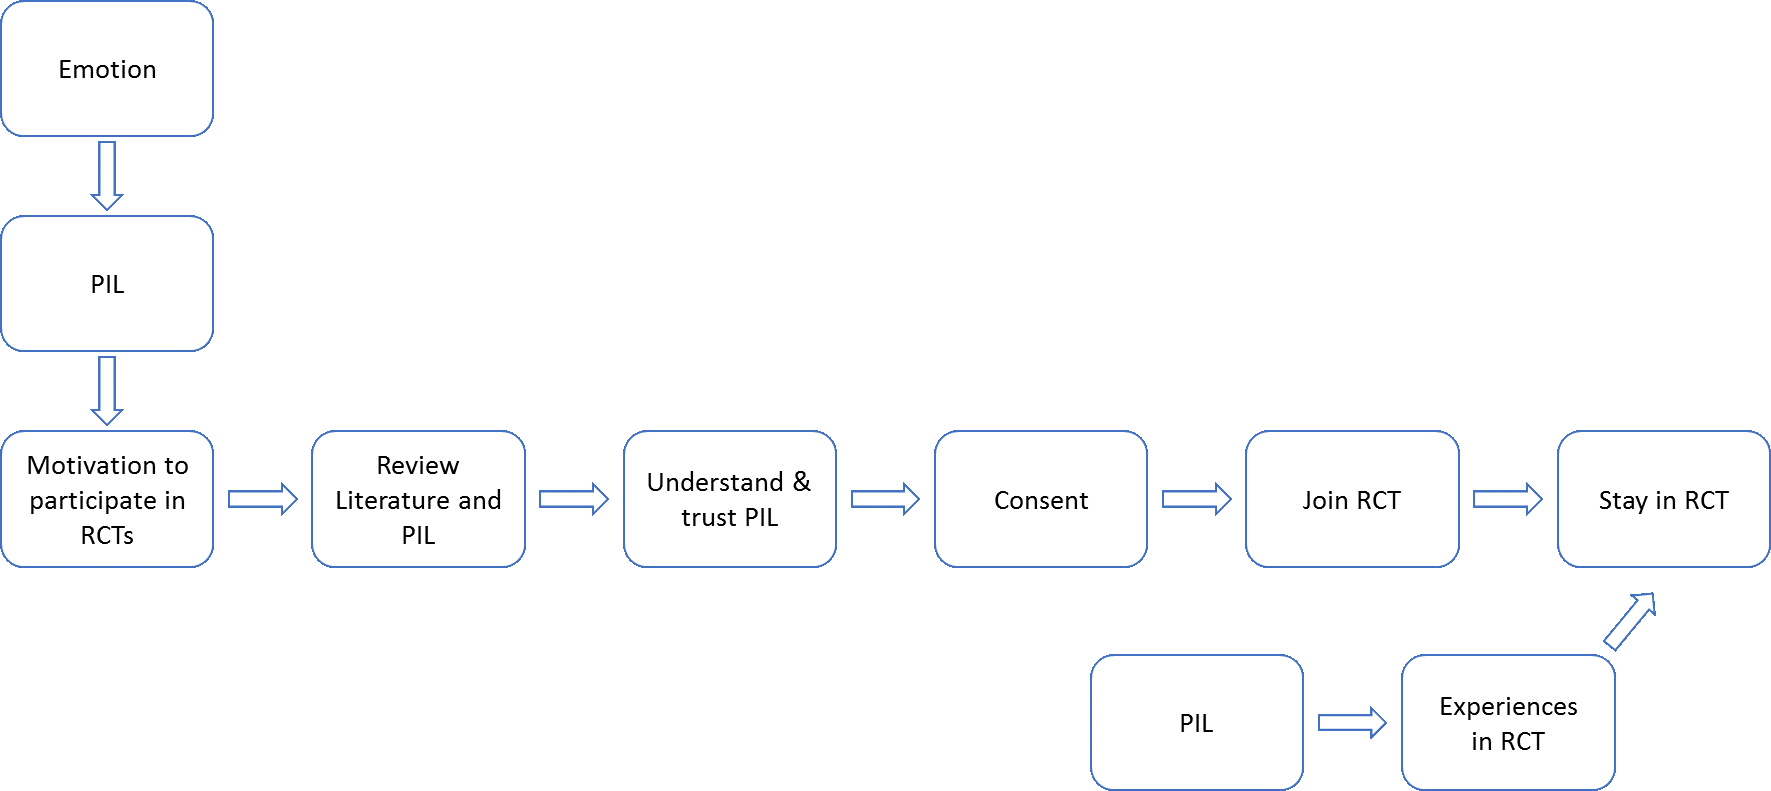 Emotion
PIL
Motivation to
participate in
RCTs
Review
Literature and
PIL
Understand &
trust PIL
Consent
Join RCT
Stay in RCT
PIL
Experiences
in RCT